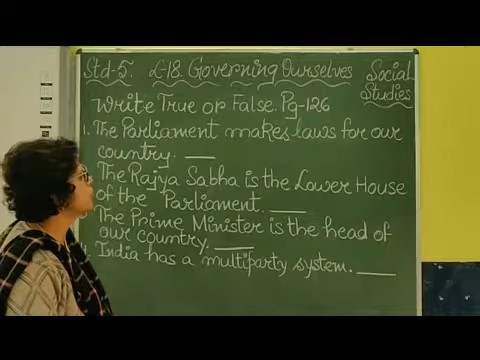 Std-5. L-18. Governing Ourselves Social Studies
Write True or False. Pg-126
1. The Parliament makes laws for our
country. ___
The Rajya Sabha is the Lower House
of the Parliament. ___
The Prime Minister is the head of
our country. ___
4. India has a multiparty system. ___